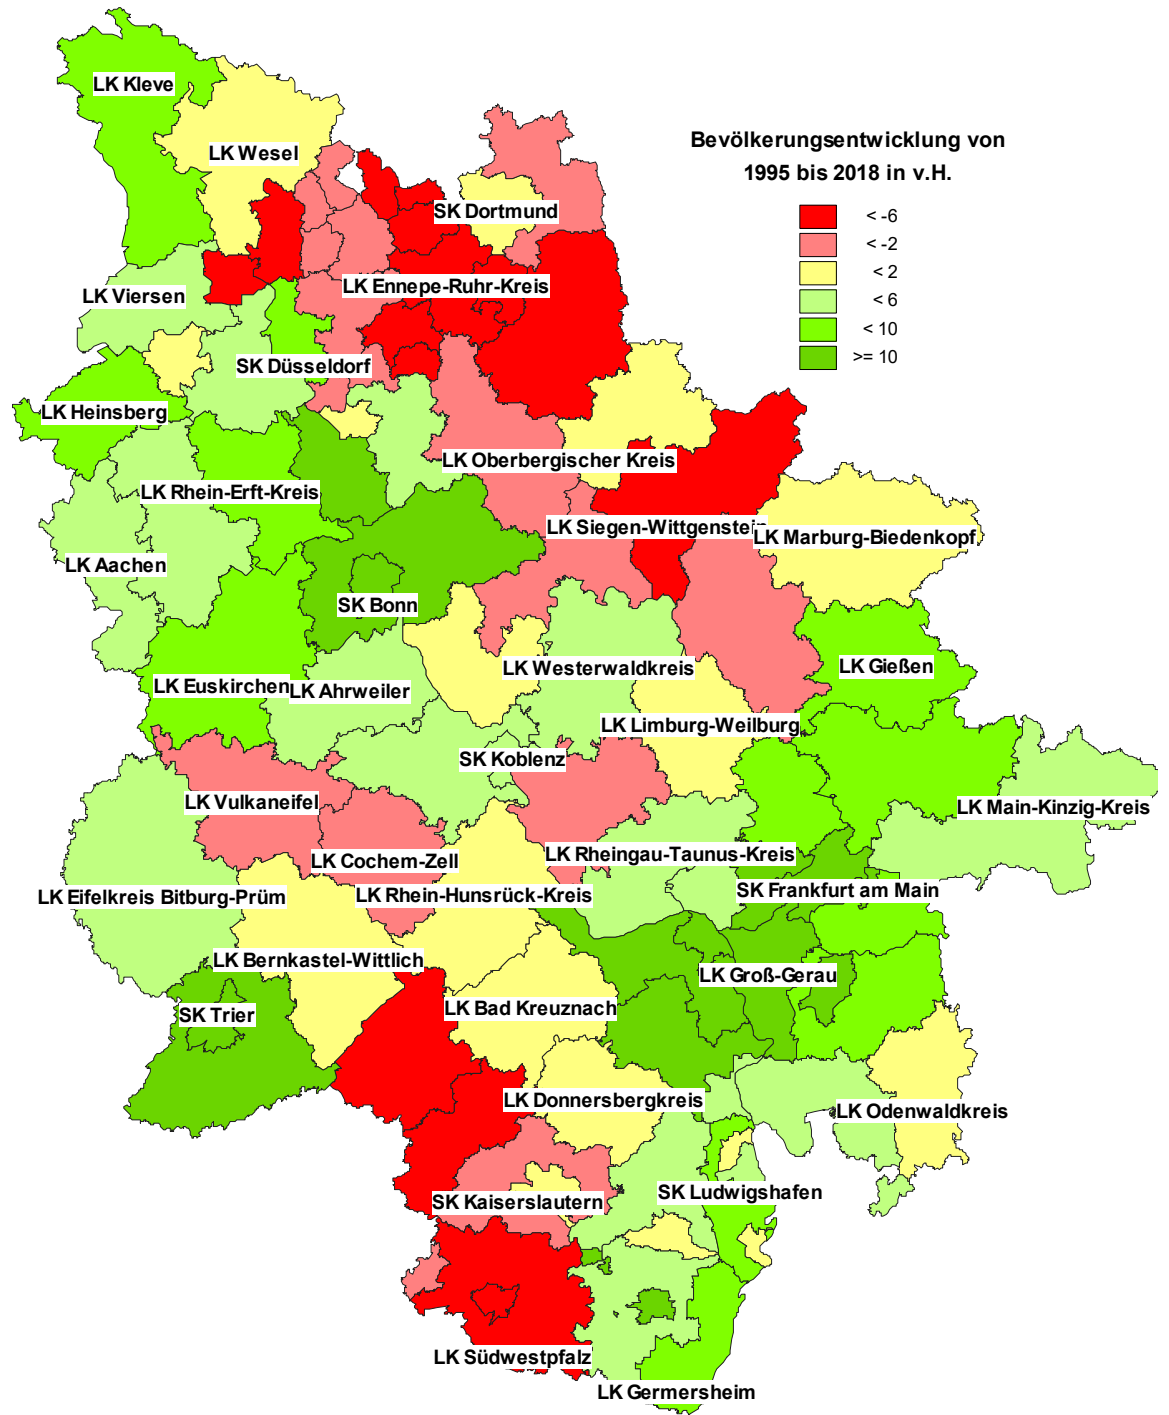 LK Kleve
Bevölkerungsentwicklung von
1995 bis 2018 in v.H.
LK Wesel
SK Dortmund
< -6
< -2
< 2
< 6
< 10
>= 10
LK Ennepe-Ruhr-Kreis
LK Viersen
SK Düsseldorf
LK Heinsberg
LK Oberbergischer Kreis
LK Rhein-Erft-Kreis
LK Siegen-Wittgenstein
LK Marburg-Biedenkopf
LK Aachen
SK Bonn
LK Westerwaldkreis
LK Gießen
LK Euskirchen
LK Ahrweiler
LK Limburg-Weilburg
SK Koblenz
LK Vulkaneifel
LK Main-Kinzig-Kreis
LK Cochem-Zell
LK Rheingau-Taunus-Kreis
LK Eifelkreis Bitburg-Prüm
LK Rhein-Hunsrück-Kreis
SK Frankfurt am Main
LK Bernkastel-Wittlich
LK Groß-Gerau
SK Trier
LK Bad Kreuznach
LK Donnersbergkreis
LK Odenwaldkreis
SK Kaiserslautern
SK Ludwigshafen
LK Südwestpfalz
LK Germersheim